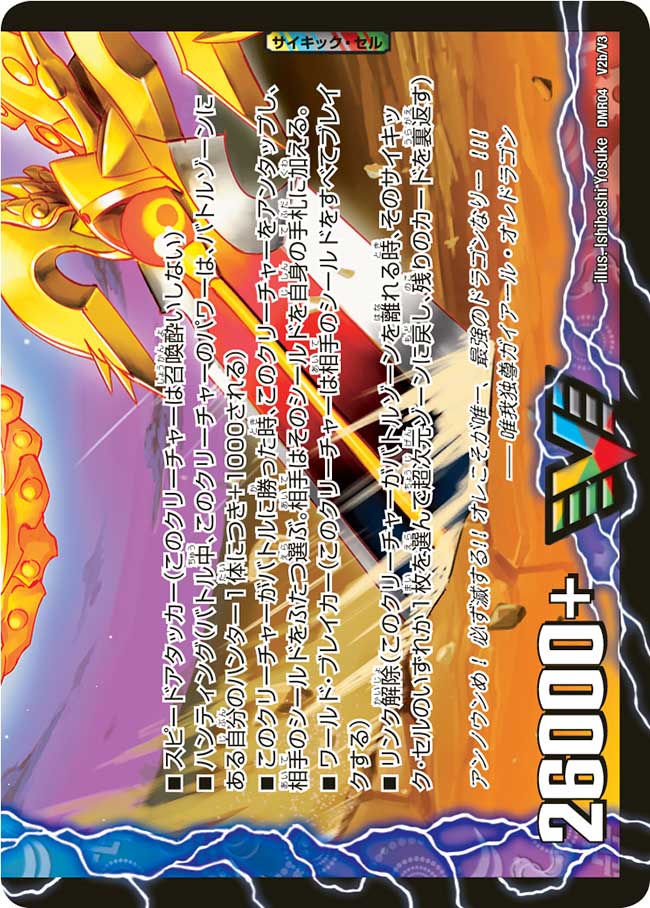 サイキック・セル
■ スピードアタッカー(このクリーチャーは召喚酔いしない)
■ ハンティング(バトル中、このクリーチャーのパワーは、バトルゾーンに
ある自分のハンター1体につき+1000される)
■ このクリーチャーがバトルに勝った時、このクリーチャーをアンタップし、
相手のシールドをふたつ選ぶ。相手はそのシールドを自身の手札に加える。
■ ワールド・ブレイカー(このクリーチャーは相手のシールドをすべてブレイ
クする)
■ リンク解除(このクリーチャーがバトルゾーンを離れる時、そのサイキッ
ク・セルのいずれか1枚を選んで超次元ゾーンに戻し、残りのカードを裏返す)
アンノウンめ! 必ず滅する!! オレこそが唯一、最強のドラゴンなりー !!!
── 唯我独善ガイアール・オレドラゴン
26000+
V
illus.Ishibashi Yosuke DMR04 V2b/V3